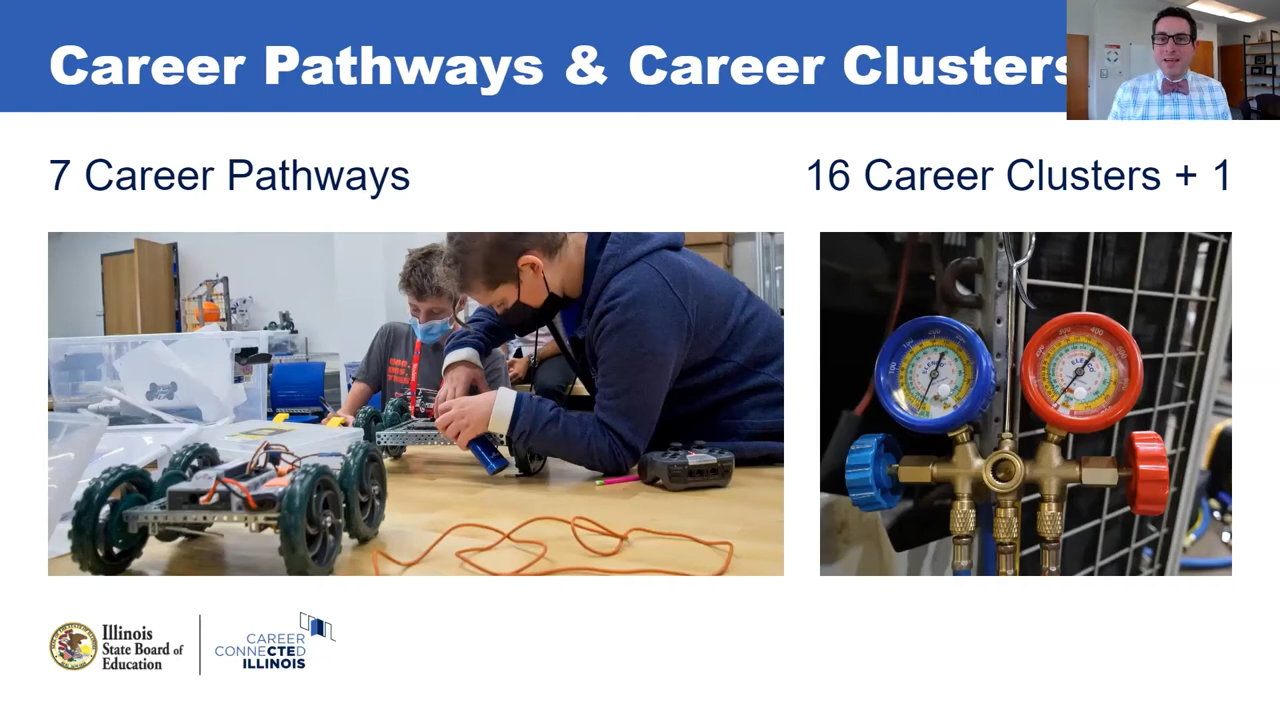 Career Pathways & Career Clusters
7 Career Pathways
16 Career Clusters + 1
Illinois
State Board of
Education
CAREER
CONNECTED
ILLINOIS